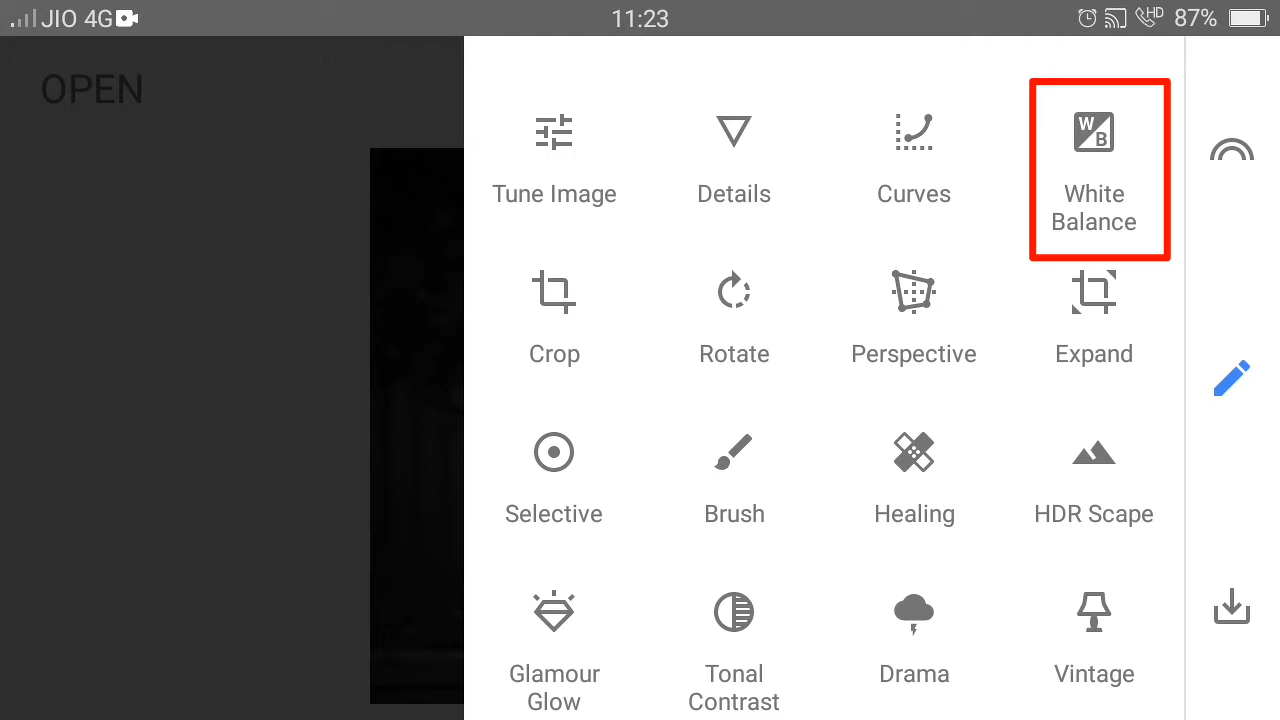 JIO 4G 11:23 HD 87%
OPEN
W
B
Tune Image Details Curves White
Balance
Crop Rotate Perspective Expand
Selective Brush Healing HDR Scape
Glamour Tonal Drama Vintage
Glow Contrast